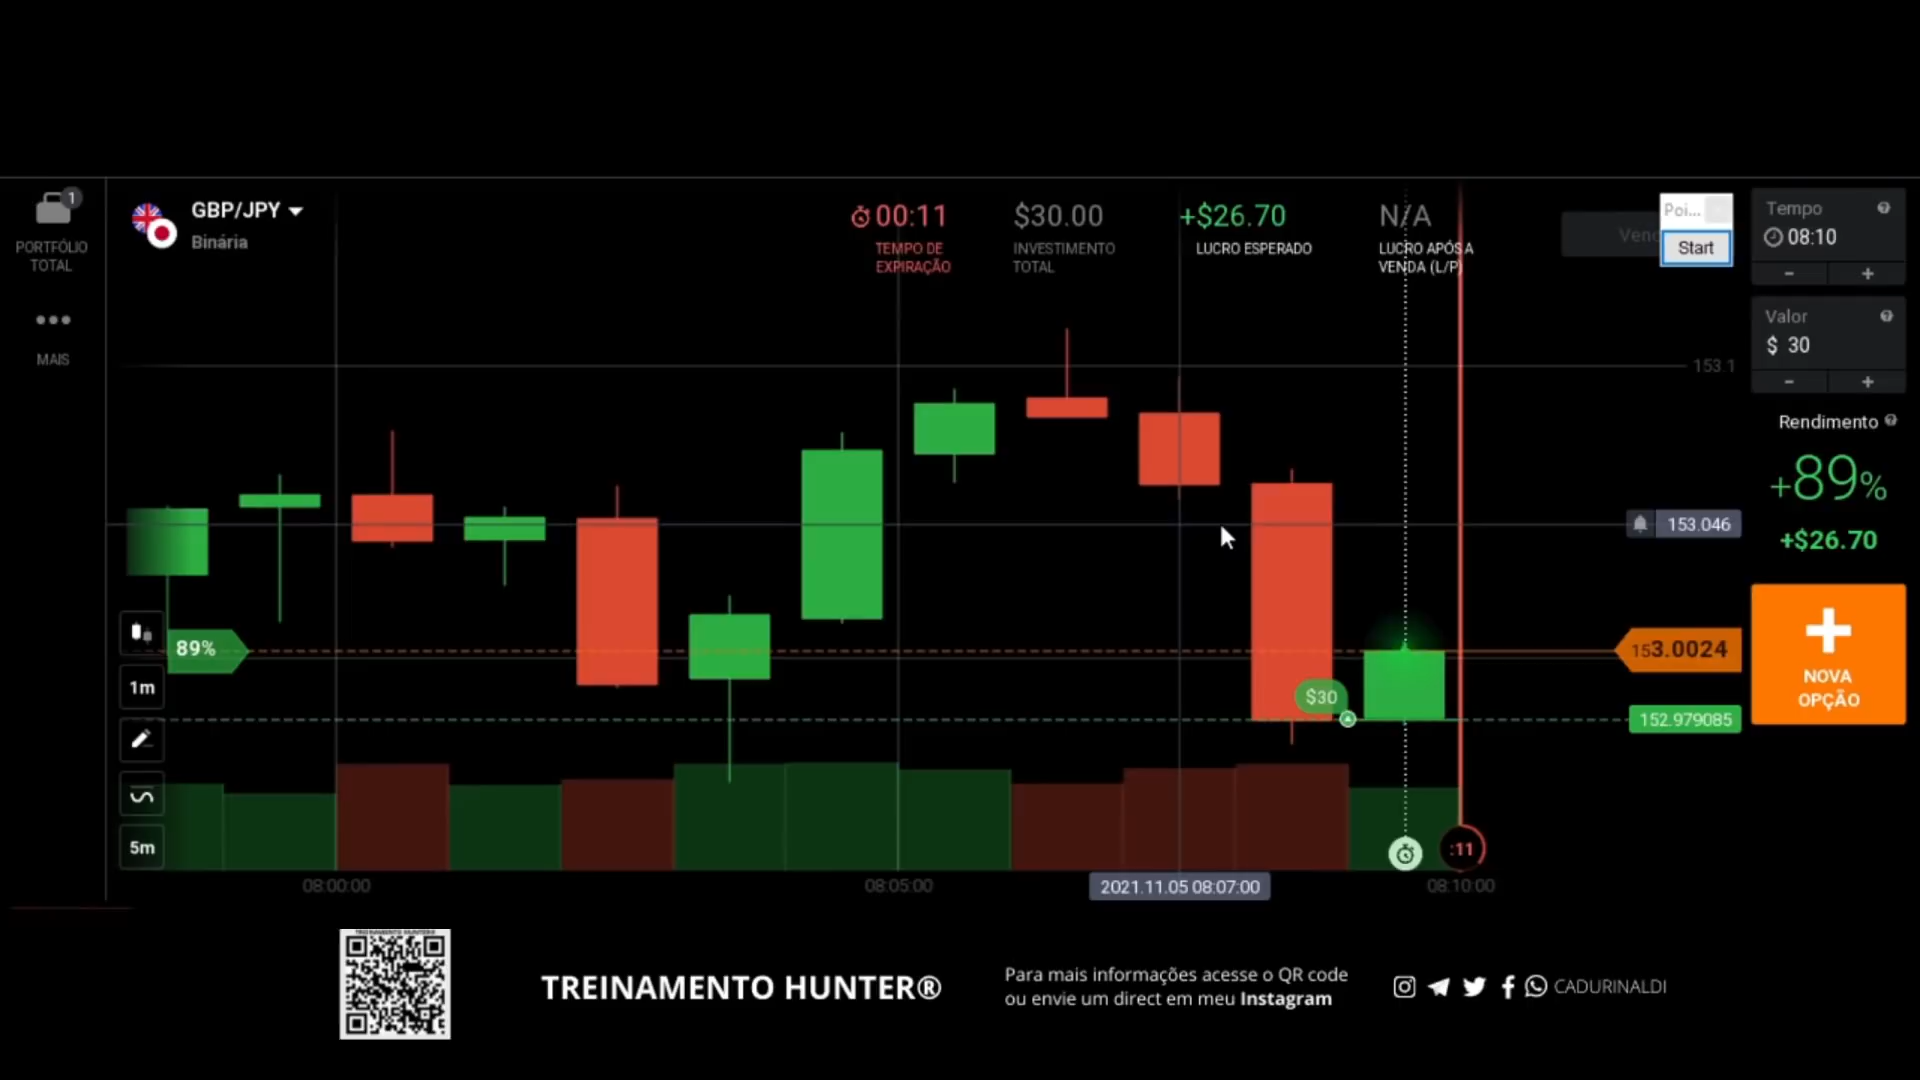 1
PORTFÓLIO
TOTAL
MAIS
GBP/JPY
Binária
00:11
TEMPO DE
EXPIRAÇÃO
$30.00
INVESTIMENTO
TOTAL
+$26.70
LUCRO ESPERADO
N/A
LUCRO APÓS A
VENDA (L/P)
Poi...
Start
Tempo
08:10
- +
Valor
$ 30
- +
Rendimento
+89%
+$26.70
+
NOVA
OPÇÃO
153.1
153.046
153.0024
152.979085
89%
$30
1m
5m
:11
08:00:00
08:05:00
2021.11.05 08:07:00
08:10:00
TREINAMENTO HUNTER®
Para mais informações acesse o QR code
ou envie um direct em meu Instagram
CADURINALDI